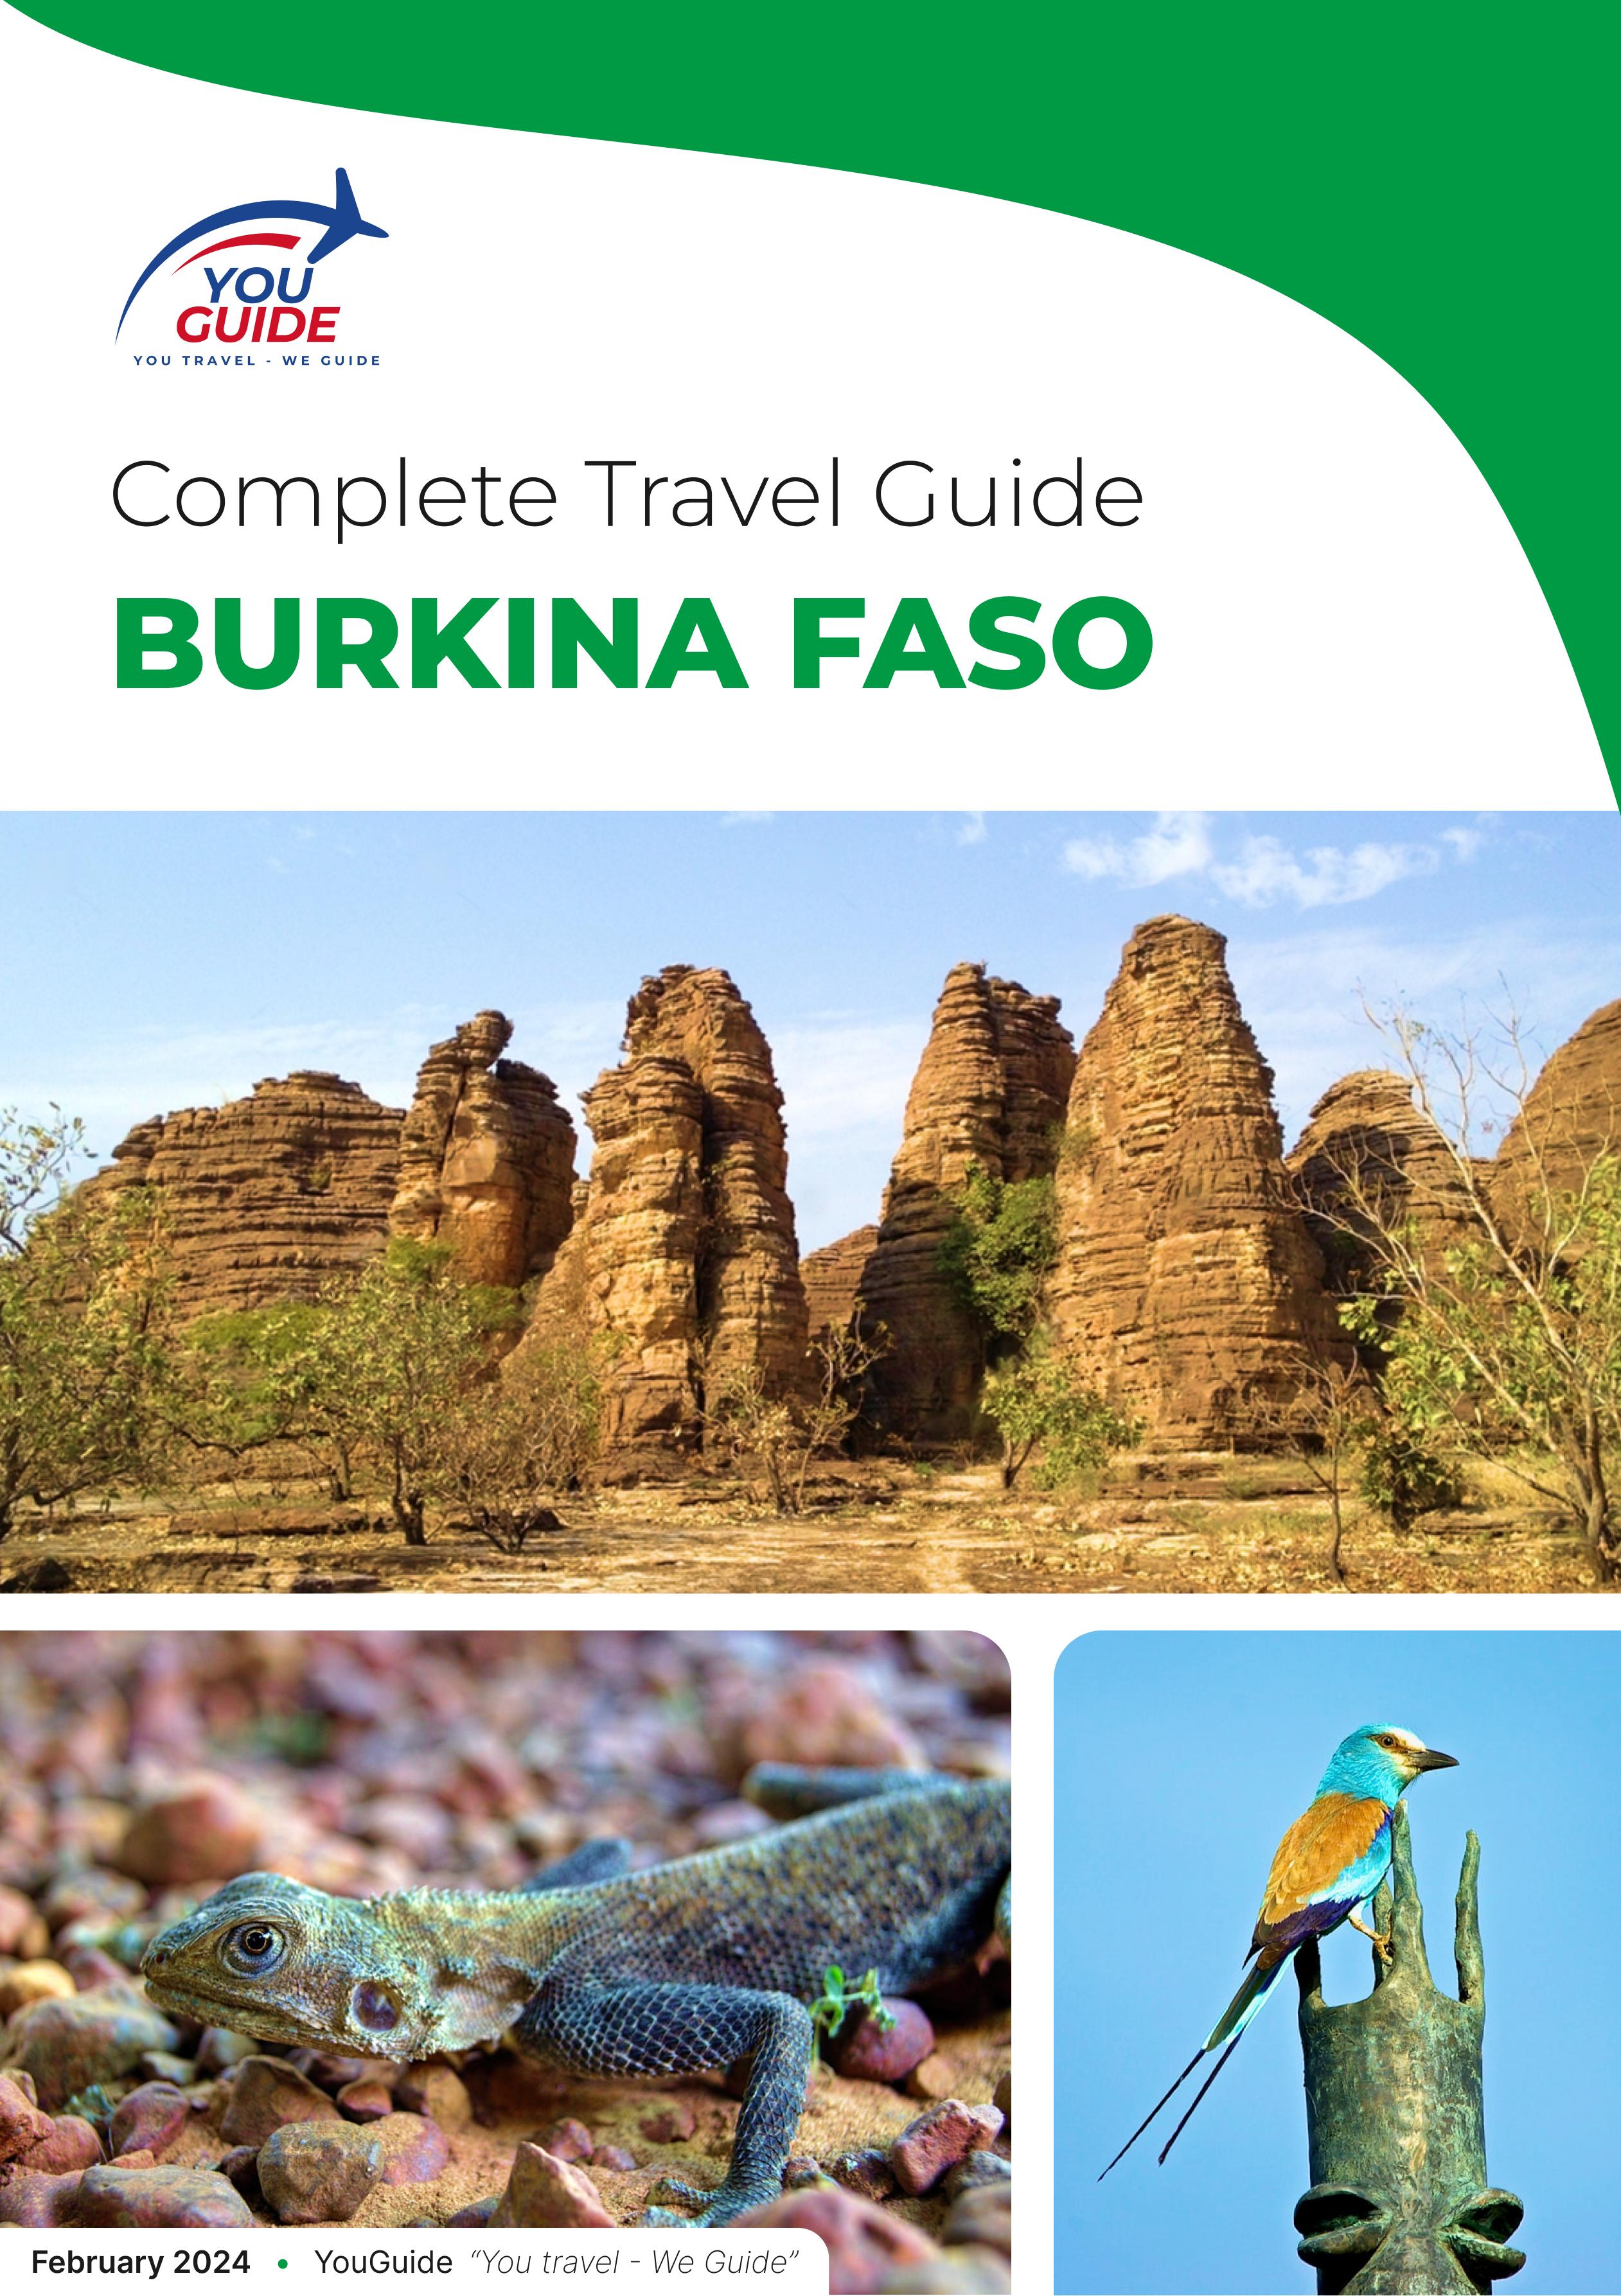 YOU
GUIDE
YOU TRAVEL - WE GUIDE
Complete Travel Guide
BURKINA FASO
February 2024 • YouGuide “You travel - We Guide”